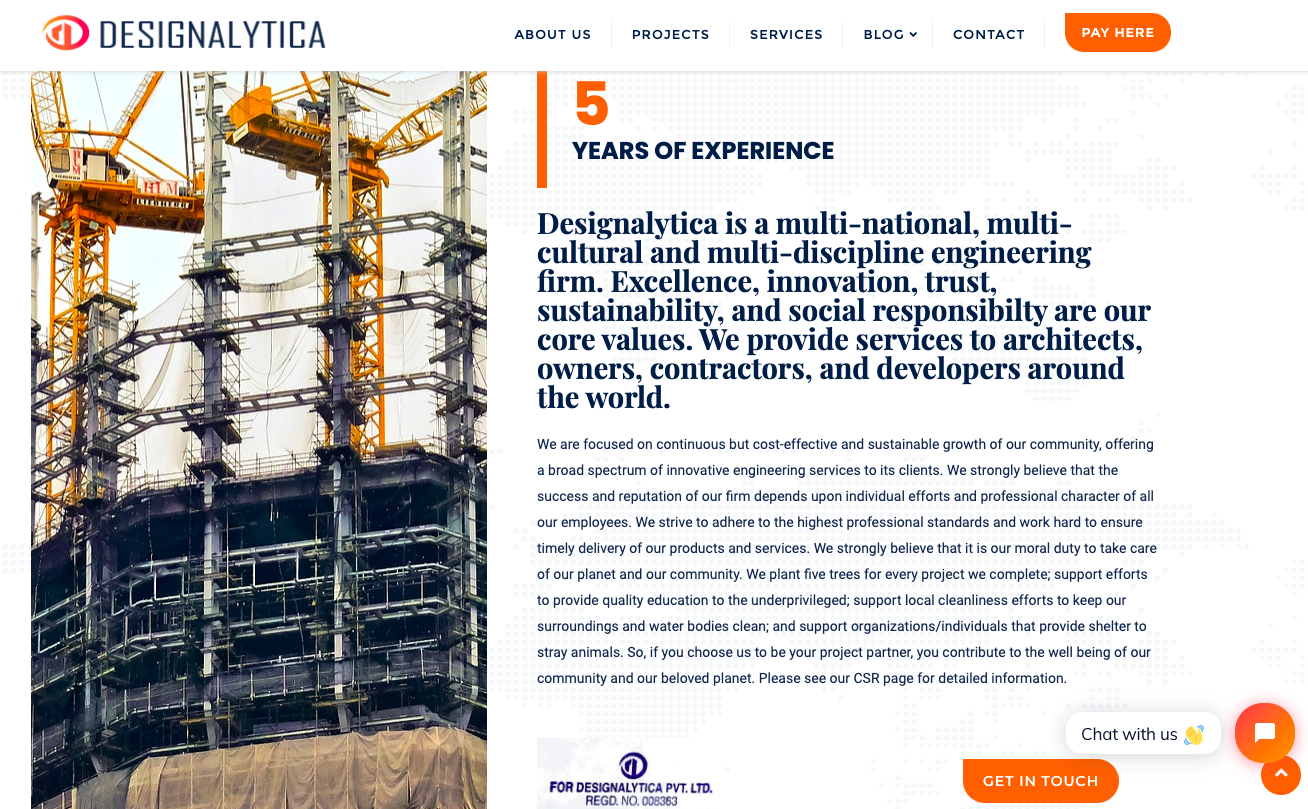 DESIGNALYTICA
ABOUT US
PROJECTS
SERVICES
BLOG
CONTACT
PAY HERE
5
YEARS OF EXPERIENCE
HLM
LIEBHERR
LIEBHERR
Designalytica is a multi-national, multi-
cultural and multi-discipline engineering
firm. Excellence, innovation, trust,
sustainability, and social responsibilty are our
core values. We provide services to architects,
owners, contractors, and developers around
the world.
We are focused on continuous but cost-effective and sustainable growth of our community, offering
a broad spectrum of innovative engineering services to its clients. We strongly believe that the
success and reputation of our firm depends upon individual efforts and professional character of all
our employees. We strive to adhere to the highest professional standards and work hard to ensure
timely delivery of our products and services. We strongly believe that it is our moral duty to take care
of our planet and our community. We plant five trees for every project we complete; support efforts
to provide quality education to the underprivileged; support local cleanliness efforts to keep our
surroundings and water bodies clean; and support organizations/individuals that provide shelter to
stray animals. So, if you choose us to be your project partner, you contribute to the well being of our
community and our beloved planet. Please see our CSR page for detailed information.
FOR DESIGNALYTICA PVT. LTD.
REGD. NO. 008363
GET IN TOUCH
Chat with us 👋